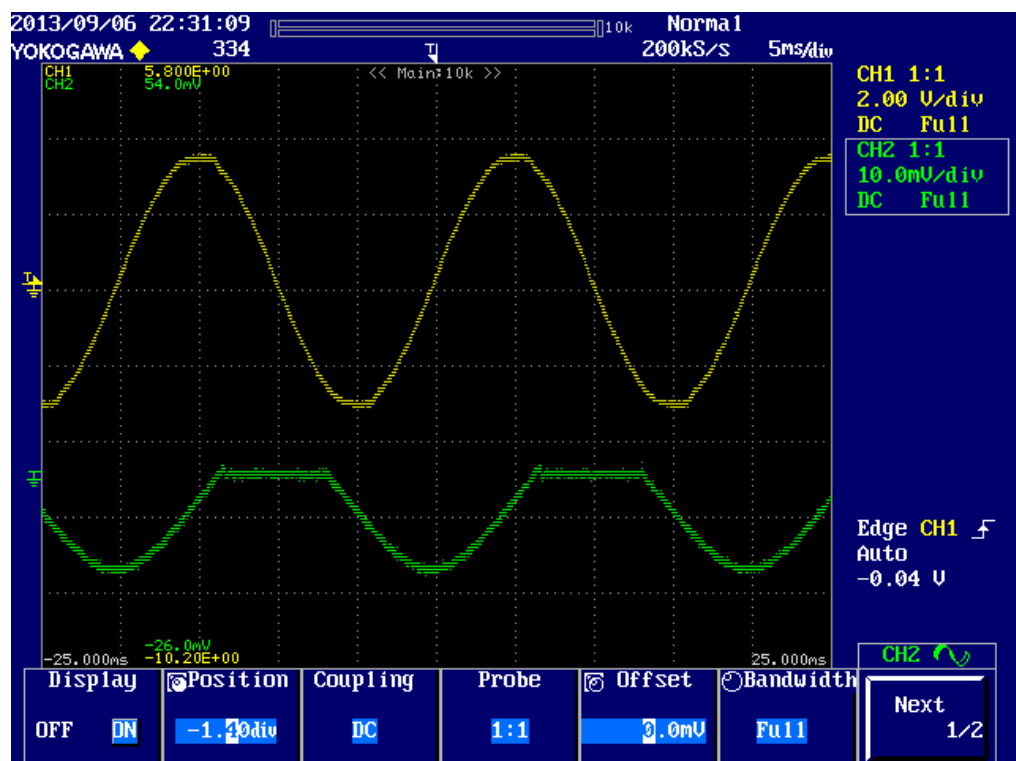 2013/09/06 22:31:09 10k Normal
YOKOGAWA 334 T 200kS/s 5ms/div
CH1 5.800E+00 << Main:10k >>
CH2 54.0mV
CH1 1:1
2.00 V/div
DC Full
CH2 1:1
10.0mV/div
DC Full
T
Edge CH1
Auto
-0.04 V
-26.0mV
-25.000ms -10.20E+00 25.000ms
CH2
Display Position Coupling Probe Offset Bandwidth
OFF ON -1.40div DC 1:1 0.0mV Full
Next
1/2